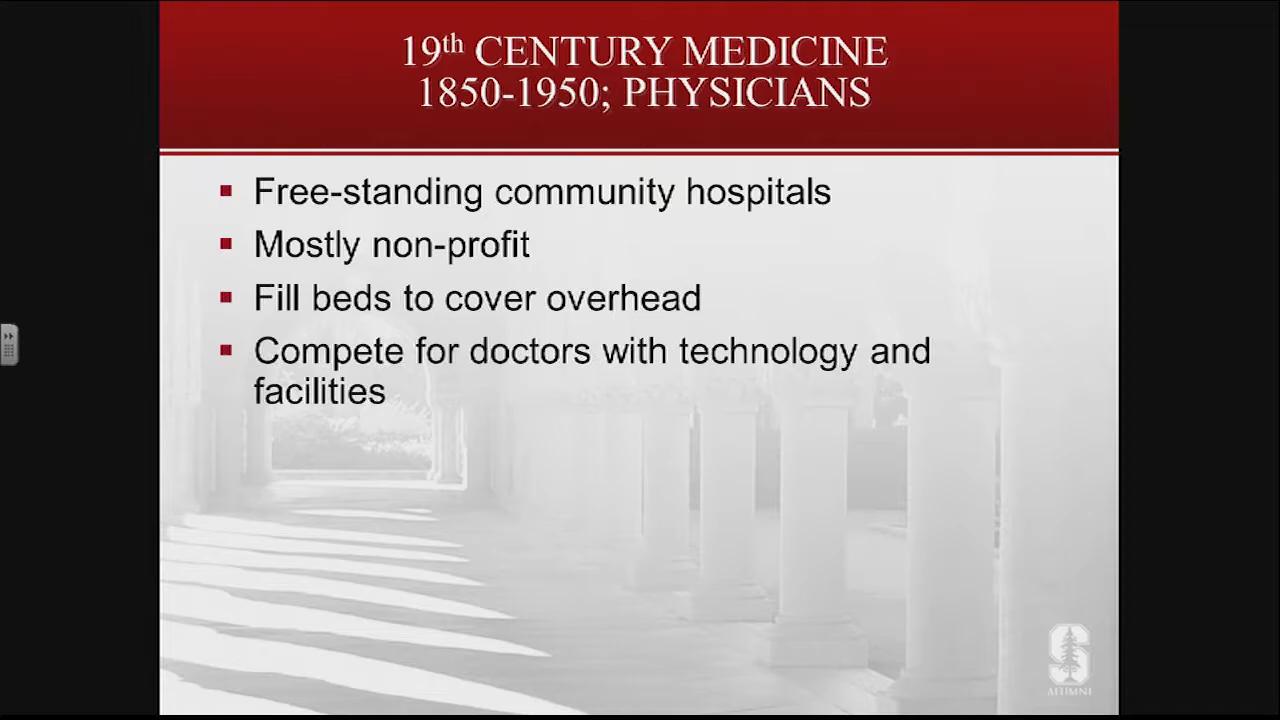 19th CENTURY MEDICINE
1850-1950; PHYSICIANS
Free-standing community hospitals
Mostly non-profit
Fill beds to cover overhead
Compete for doctors with technology and
facilities
S
ALUMNI